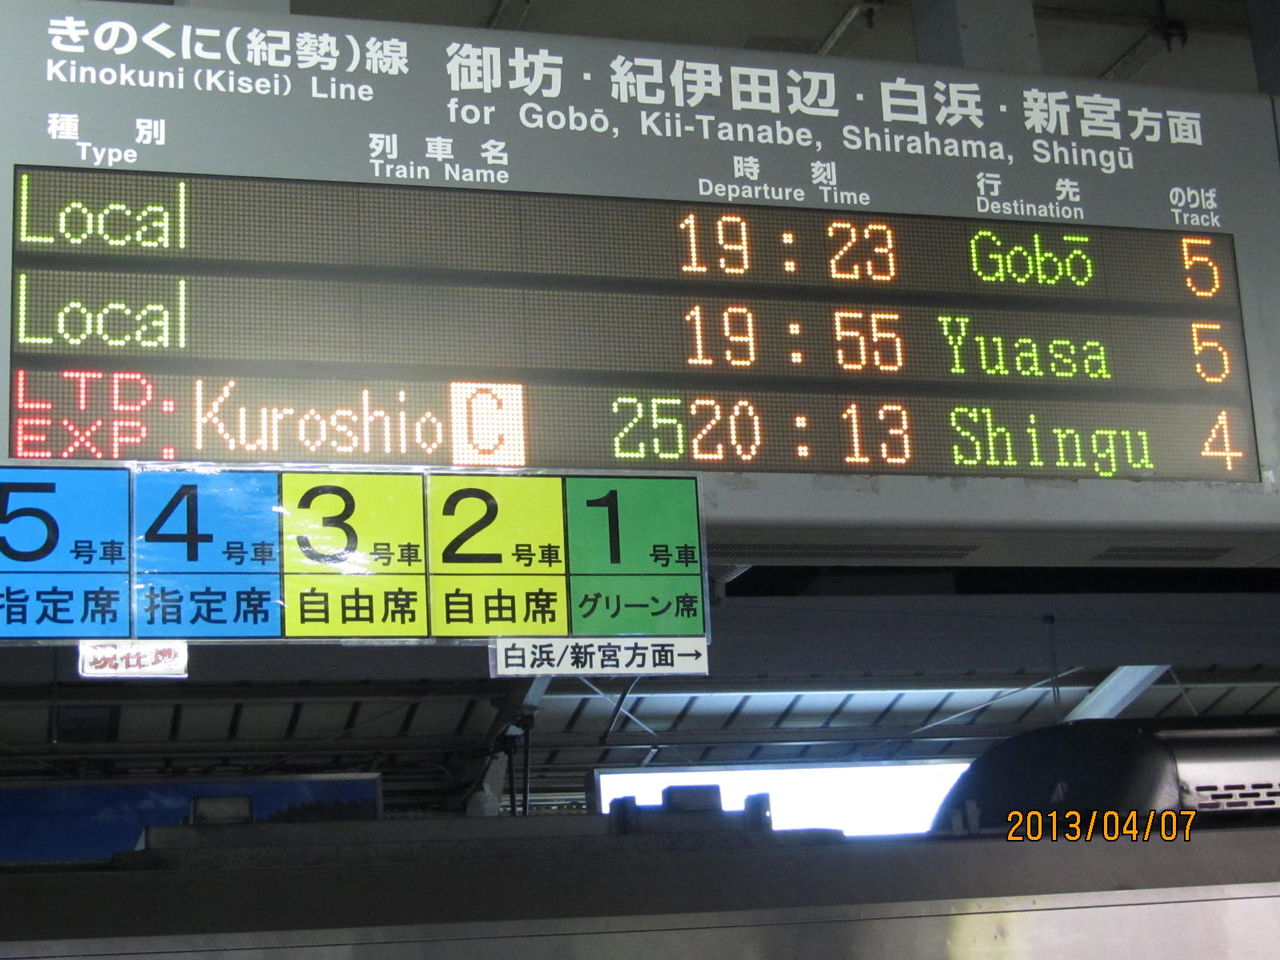 きのくに(紀勢)線 御坊・紀伊田辺・白浜・新宮方面
Kinokuni (Kisei) Line for Gobō, Kii-Tanabe, Shirahama, Shingū
種別 列車名 時刻 行先 のりば
Type Train Name Departure Time Destination Track
Local 19:23 Gobō 5
Local 19:55 Yuasa 5
LTD. EXP. Kuroshio C 25 20:13 Shingu 4
5号車 4号車 3号車 2号車 1号車
指定席 指定席 自由席 自由席 グリーン席
現在地 白浜/新宮方面→
2013/04/07